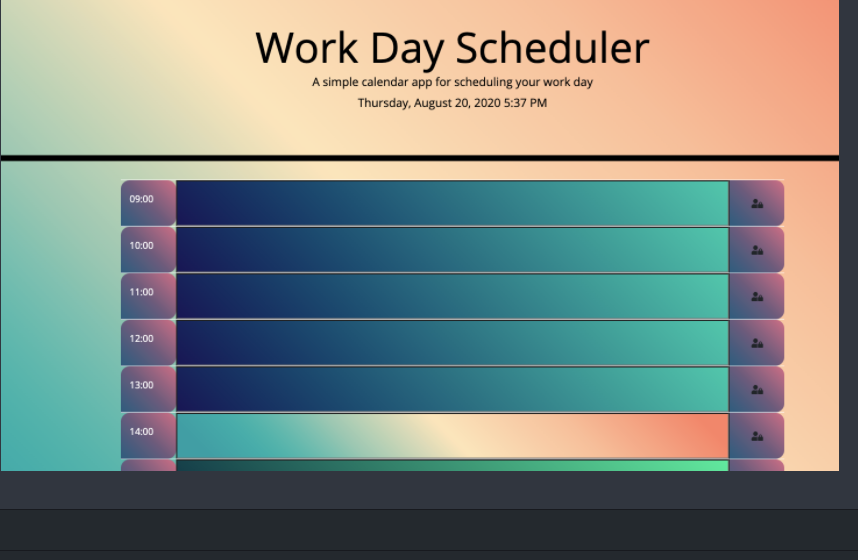 Work Day Scheduler
A simple calendar app for scheduling your work day
Thursday, August 20, 2020 5:37 PM
09:00
10:00
11:00
12:00
13:00
14:00